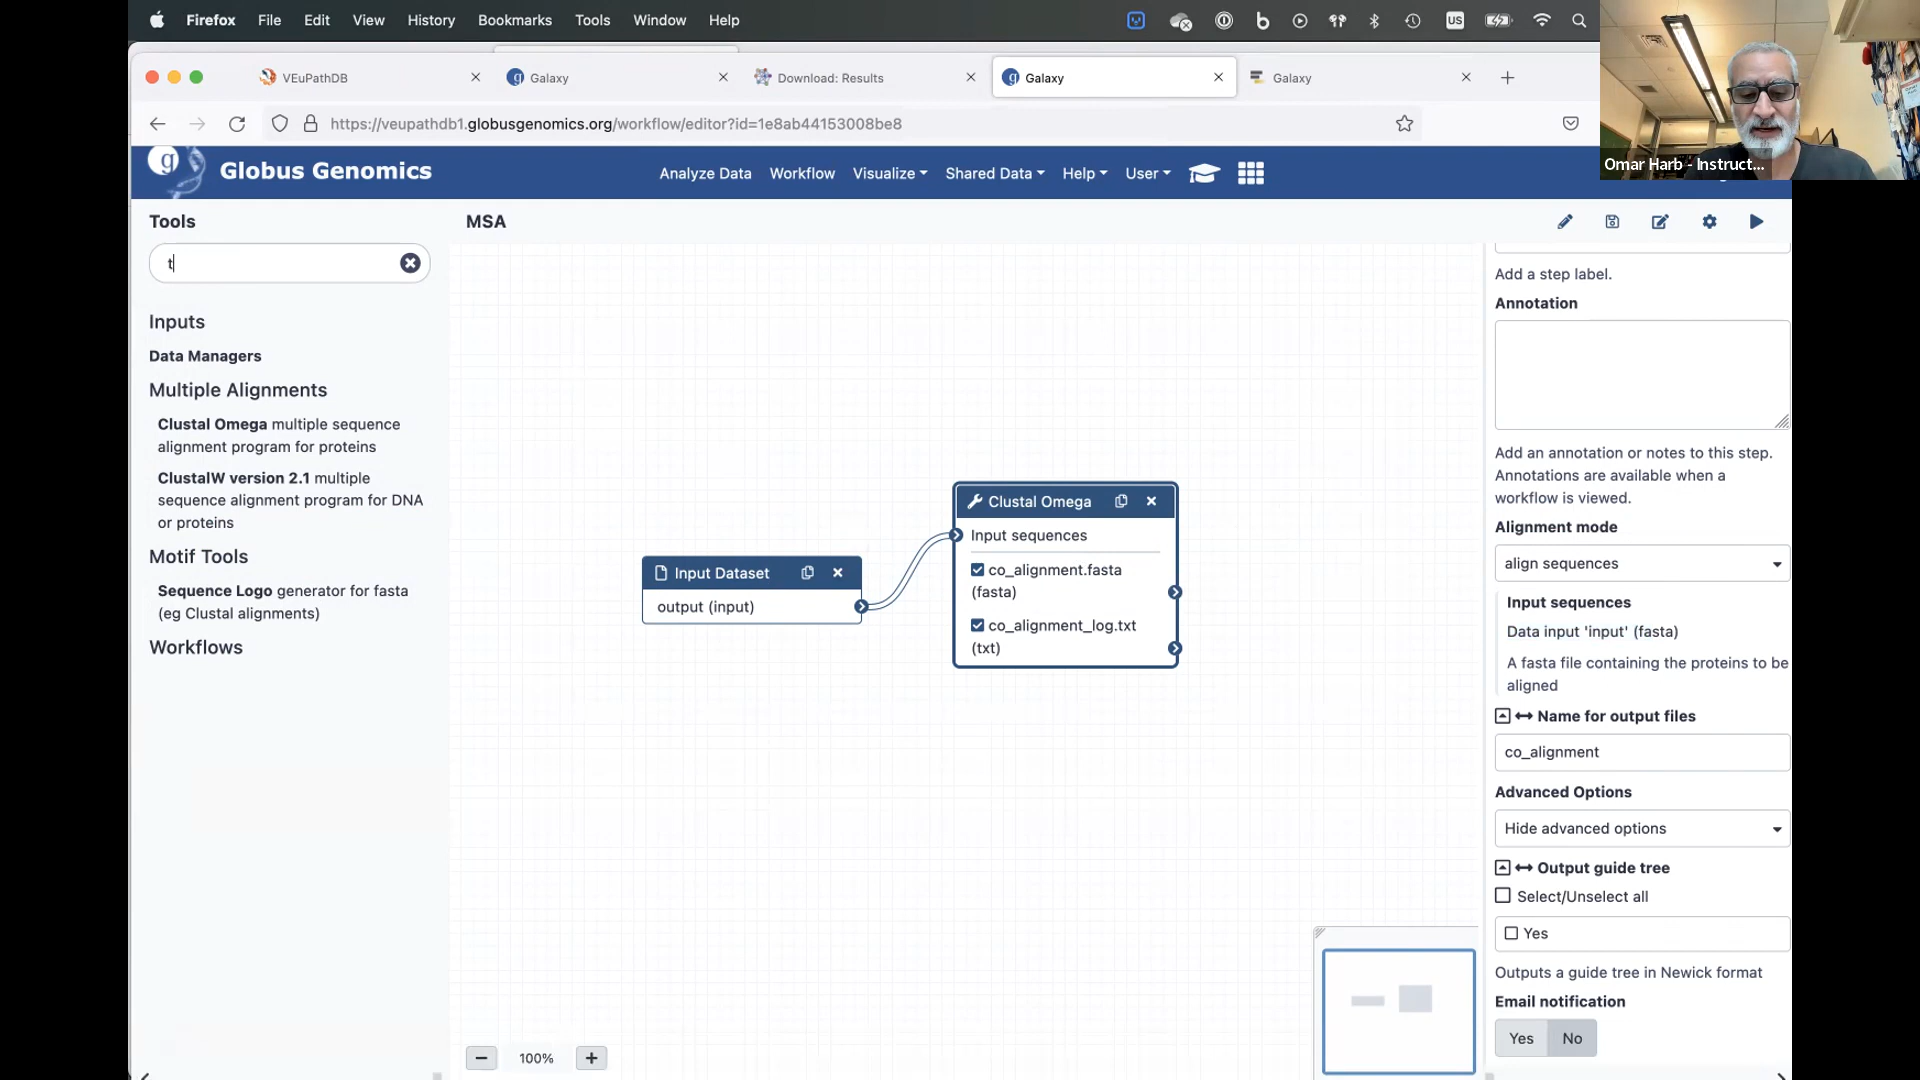 Firefox File Edit View History Bookmarks Tools Window Help
US
VEuPathDB
Galaxy
Download: Results
Galaxy
Galaxy
https://veupathdb1.globusgenomics.org/workflow/editor?id=1e8ab44153008be8
Omar Harb - Instruct...
g
Globus Genomics
Analyze Data Workflow Visualize Shared Data Help User
Tools
MSA
t
Inputs
Data Managers
Multiple Alignments
Clustal Omega multiple sequence
alignment program for proteins
ClustalW version 2.1 multiple
sequence alignment program for DNA
or proteins
Motif Tools
Sequence Logo generator for fasta
(eg Clustal alignments)
Workflows
Input Dataset
output (input)
Clustal Omega
Input sequences
co_alignment.fasta
(fasta)
co_alignment_log.txt
(txt)
100%
Add a step label.
Annotation
Add an annotation or notes to this step.
Annotations are available when a
workflow is viewed.
Alignment mode
align sequences
Input sequences
Data input 'input' (fasta)
A fasta file containing the proteins to be
aligned
Name for output files
co_alignment
Advanced Options
Hide advanced options
Output guide tree
Select/Unselect all
Yes
Outputs a guide tree in Newick format
Email notification
Yes No